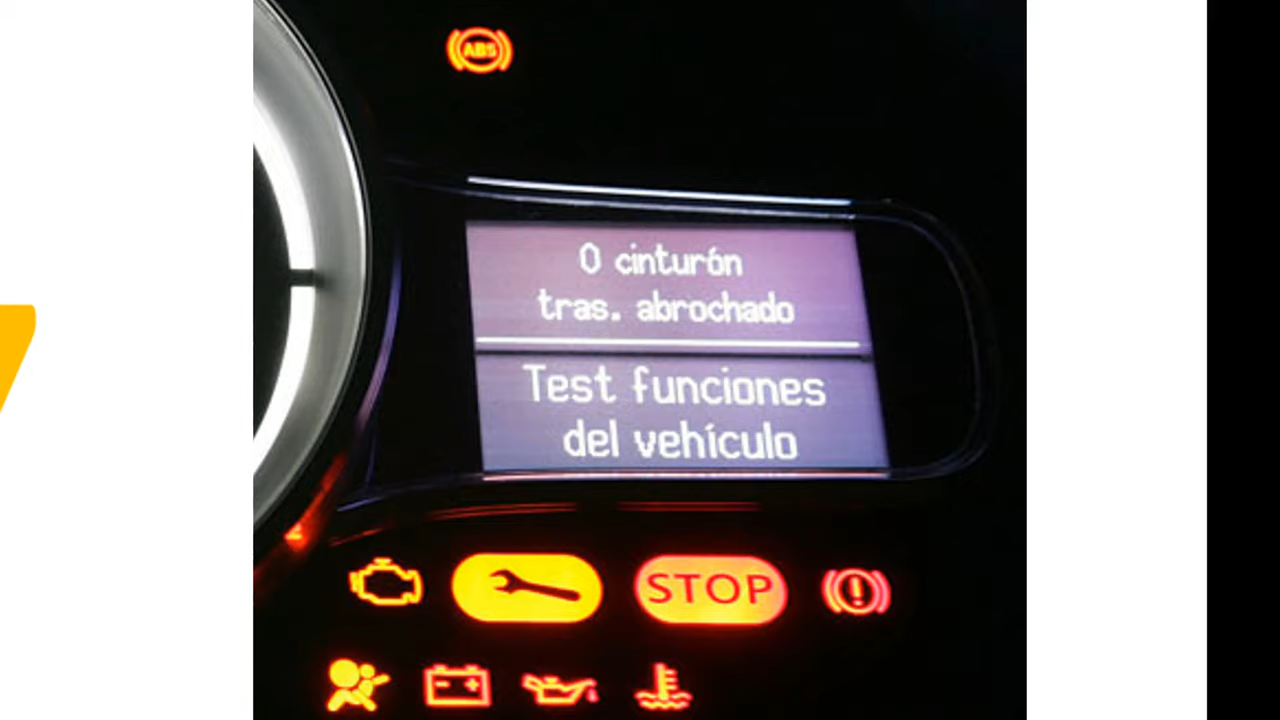 ABS
0 cinturón
tras. abrochado
Test funciones
del vehículo
STOP